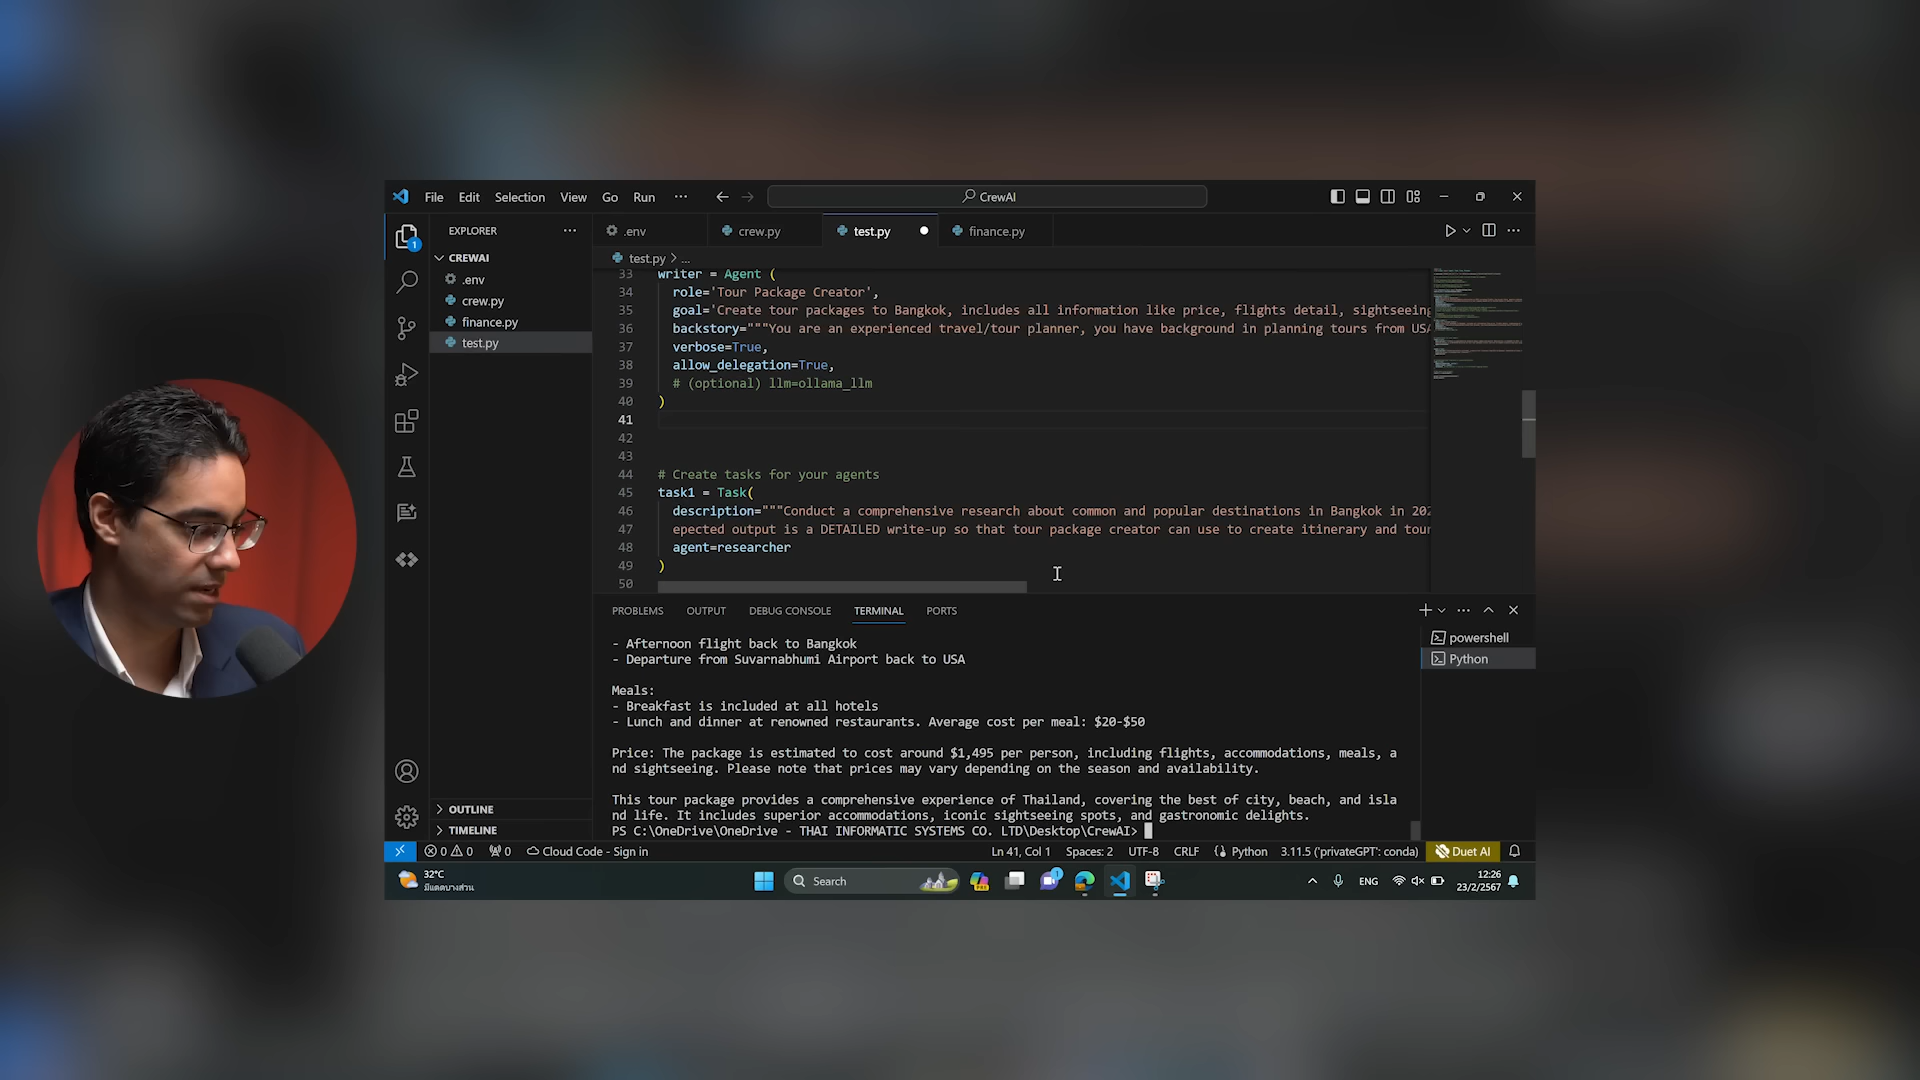 File Edit Selection View Go Run ··· CrewAI
EXPLORER
.env crew.py test.py finance.py
CREWAI
test.py > ...
.env
crew.py
finance.py
test.py
33 writer = Agent (
34 role='Tour Package Creator',
35 goal='Create tour packages to Bangkok, includes all information like price, flights detail, sightseeing
36 backstory="""You are an experienced travel/tour planner, you have background in planning tours from USA
37 verbose=True,
38 allow_delegation=True,
39 # (optional) llm=ollama_llm
40 )
41
42
43
44 # Create tasks for your agents
45 task1 = Task(
46 description="""Conduct a comprehensive research about common and popular destinations in Bangkok in 202
47 epected output is a DETAILED write-up so that tour package creator can use to create itinerary and tour
48 agent=researcher
49 )
50
PROBLEMS OUTPUT DEBUG CONSOLE TERMINAL PORTS
powershell
Python
- Afternoon flight back to Bangkok
- Departure from Suvarnabhumi Airport back to USA
Meals:
- Breakfast is included at all hotels
- Lunch and dinner at renowned restaurants. Average cost per meal: $20-$50
Price: The package is estimated to cost around $1,495 per person, including flights, accommodations, meals, a
nd sightseeing. Please note that prices may vary depending on the season and availability.
This tour package provides a comprehensive experience of Thailand, covering the best of city, beach, and isla
nd life. It includes superior accommodations, iconic sightseeing spots, and gastronomic delights.
PS C:\OneDrive\OneDrive - THAI INFORMATIC SYSTEMS CO. LTD\Desktop\CrewAI>
OUTLINE
TIMELINE
0 0 0 Cloud Code - Sign in Ln 41, Col 1 Spaces: 2 UTF-8 CRLF Python 3.11.5 ('privateGPT': conda) Duet AI
32°C
มีแดดบางส่วน
Search
ENG
12:26
23/2/2567